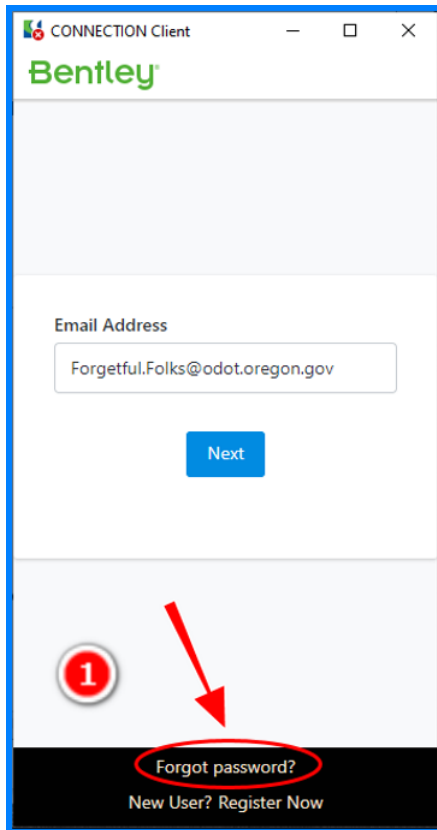 CONNECTION Client
Bentley®
Email Address
Forgetful.Folks@odot.oregon.gov
Next
1
Forgot password?
New User? Register Now